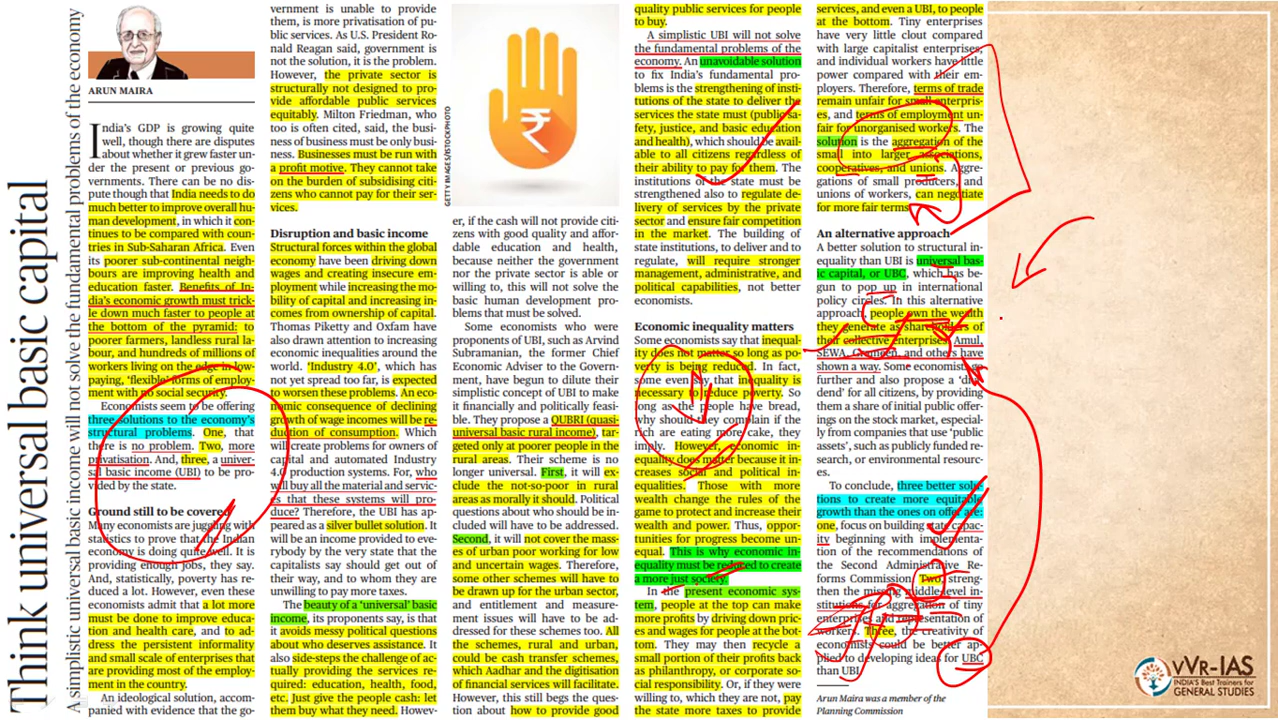 Think universal basic capital
A simplistic universal basic income will not solve the fundamental problems of the economy
ARUN MAIRA
India's GDP is growing quite
well, though there are disputes
about whether it grew faster un-
der the present or previous go-
vernments. There can be no dis-
pute though that India needs to do
much better to improve overall hu-
man development, in which it con-
tinues to be compared with coun-
tries in Sub-Saharan Africa. Even
its poorer sub-continental neigh-
bours are improving health and
education faster. Benefits of In-
dia's economic growth must trick-
le down much faster to people at
the bottom of the pyramid: to
poorer farmers, landless rural la-
bour, and hundreds of millions of
workers living on the edge in low-
paying, 'flexible' forms of employ-
ment with no social security.
Economists seem to be offering
three solutions to the economy's
structural problems. One, that
there is no problem. Two, more
privatisation. And, three, a univer-
sal basic income (UBI) to be pro-
vided by the state.
Ground still to be covered
Many economists are juggling with
statistics to prove that the Indian
economy is doing quite well. It is
providing enough jobs, they say.
And, statistically, poverty has re-
duced a lot. However, even these
economists admit that a lot more
must be done to improve educa-
tion and health care, and to ad-
dress the persistent informality
and small scale of enterprises that
are providing most of the employ-
ment in the country.
An ideological solution, accom-
panied with evidence that the go-
vernment is unable to provide
them, is more privatisation of pu-
blic services. As U.S. President Ro-
nald Reagan said, government is
not the solution, it is the problem.
However, the private sector is
structurally not designed to pro-
vide affordable public services
equitably. Milton Friedman, who
too is often cited, said, the busi-
ness of business must be only busi-
ness. Businesses must be run with
a profit motive. They cannot take
on the burden of subsidising citi-
zens who cannot pay for their ser-
vices.
Disruption and basic income
Structural forces within the global
economy have been driving down
wages and creating insecure em-
ployment while increasing the mo-
bility of capital and increasing in-
comes from ownership of capital.
Thomas Piketty and Oxfam have
also drawn attention to increasing
economic inequalities around the
world. 'Industry 4.0', which has
not yet spread too far, is expected
to worsen these problems. An eco-
nomic consequence of declining
growth of wage incomes will be re-
duction of consumption. Which
will create problems for owners of
capital and automated Industry
4.0 production systems. For, who
will buy all the material and servic-
es that these systems will pro-
duce? Therefore, the UBI has ap-
peared as a silver bullet solution. It
will be an income provided to eve-
rybody by the very state that the
capitalists say should get out of
their way, and to whom they are
unwilling to pay more taxes.
The beauty of a 'universal' basic
income, its proponents say, is that
it avoids messy political questions
about who deserves assistance. It
also side-steps the challenge of ac-
tually providing the services re-
quired: education, health, food,
etc. Just give the people cash: let
them buy what they need. Howev-
GETTY IMAGES/ISTOCKPHOTO
₹
er, if the cash will not provide citi-
zens with good quality and affor-
dable education and health,
because neither the government
nor the private sector is able or
willing to, this will not solve the
basic human development pro-
blems that must be solved.
Some economists who were
proponents of UBI, such as Arvind
Subramanian, the former Chief
Economic Adviser to the Govern-
ment, have begun to dilute their
simplistic concept of UBI to make
it financially and politically feasi-
ble. They propose a QUBRI (quasi-
universal basic rural income), tar-
geted only at poorer people in the
rural areas. Their scheme is no
longer universal. First, it will ex-
clude the not-so-poor in rural
areas as morally it should. Political
questions about who should be in-
cluded will have to be addressed.
Second, it will not cover the mass-
es of urban poor working for low
and uncertain wages. Therefore,
some other schemes will have to
be drawn up for the urban sector,
and entitlement and measure-
ment issues will have to be ad-
dressed for these schemes too. All
the schemes, rural and urban,
could be cash transfer schemes,
which Aadhar and the digitisation
of financial services will facilitate.
However, this still begs the ques-
tion about how to provide good
quality public services for people
to buy.
A simplistic UBI will not solve
the fundamental problems of the
economy. An unavoidable solution
to fix India's fundamental pro-
blems is the strengthening of insti-
tutions of the state to deliver the
services the state must (public sa-
fety, justice, and basic education
and health), which should be avail-
able to all citizens regardless of
their ability to pay for them. The
institutions of the state must be
strengthened also to regulate de-
livery of services by the private
sector and ensure fair competition
in the market. The building of
state institutions, to deliver and to
regulate, will require stronger
management, administrative, and
political capabilities, not better
economists.
Economic inequality matters
Some economists say that inequal-
ity does not matter so long as po-
verty is being reduced. In fact,
some even say that inequality is
necessary to reduce poverty. So
long as the people have bread,
why should they complain if the
rich are eating more cake, they
imply. However, economic in-
equality does matter because it in-
creases social and political ine-
qualities. Those with more
wealth change the rules of the
game to protect and increase their
wealth and power. Thus, oppor-
tunities for progress become un-
equal. This is why economic in-
equality must be reduced to create
a more just society.
In the present economic sys-
tem, people at the top can make
more profits by driving down pric-
es and wages for people at the bot-
tom. They may then recycle a
small portion of their profits back
as philanthropy, or corporate so-
cial responsibility. Or, if they were
willing to, which they are not, pay
the state more taxes to provide
services, and even a UBI, to people
at the bottom. Tiny enterprises
have very little clout compared
with large capitalist enterprises,
and individual workers have little
power compared with their em-
ployers. Therefore, terms of trade
remain unfair for small enterpris-
es, and terms of employment un-
fair for unorganised workers. The
solution is the aggregation of the
small into larger associations,
cooperatives, and unions. Aggre-
gations of small producers, and
unions of workers, can negotiate
for more fair terms.
An alternative approach
A better solution to structural in-
equality than UBI is universal bas-
ic capital, or UBC, which has be-
gun to pop up in international
policy circles. In this alternative
approach, people own the wealth
they generate as shareholders of
their collective enterprises. Amul,
SEWA, Grameen, and others have
shown a way. Some economists go
further and also propose a 'divi-
dend' for all citizens, by providing
them a share of initial public offer-
ings on the stock market, especial-
ly from companies that use 'public
assets', such as publicly funded re-
search, or environmental resourc-
es.
To conclude, three better solu-
tions to create more equitable
growth than the ones on offer are:
one, focus on building state capac-
ity beginning with implementa-
tion of the recommendations of
the Second Administrative Re-
forms Commission. Two, streng-
then the missing middle-level in-
stitutions for aggregation of tiny
enterprises and representation of
workers. Three, the creativity of
economists could be better ap-
plied to developing ideas for UBC
than UBI.
Arun Maira was a member of the
Planning Commission
VVR-IAS
INDIA'S Best Trainers for
GENERAL STUDIES